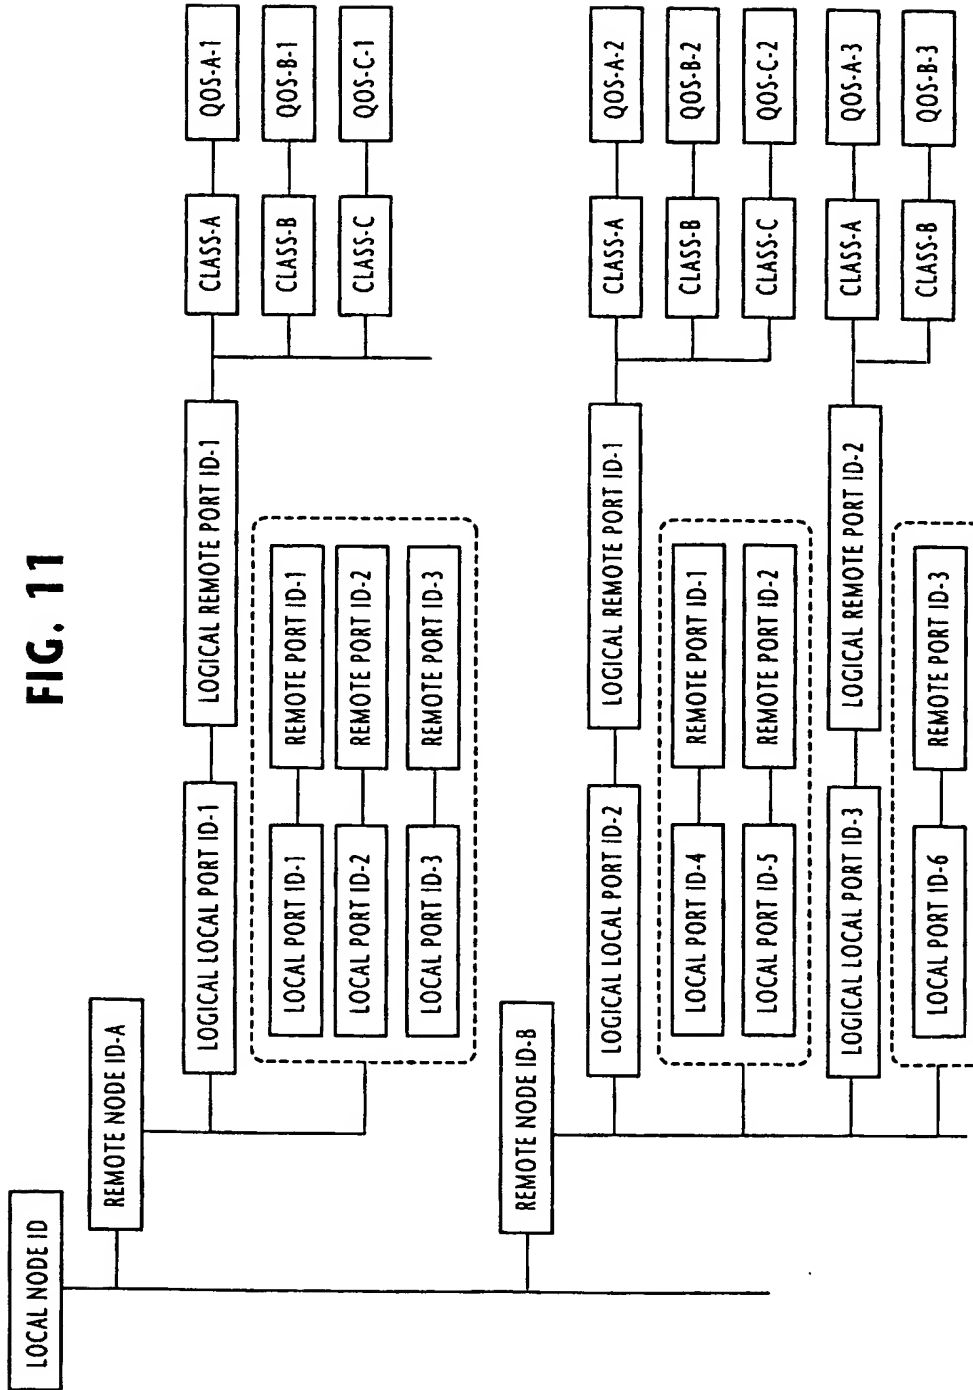 FIG. 11
LOCAL NODE ID
REMOTE NODE ID-A
LOGICAL LOCAL PORT ID-1
LOGICAL REMOTE PORT ID-1
CLASS-A
QOS-A-1
CLASS-B
QOS-B-1
CLASS-C
QOS-C-1
LOCAL PORT ID-1
REMOTE PORT ID-1
LOCAL PORT ID-2
REMOTE PORT ID-2
LOCAL PORT ID-3
REMOTE PORT ID-3
REMOTE NODE ID-B
LOGICAL LOCAL PORT ID-2
LOGICAL REMOTE PORT ID-1
CLASS-A
QOS-A-2
CLASS-B
QOS-B-2
CLASS-C
QOS-C-2
LOCAL PORT ID-4
REMOTE PORT ID-1
LOCAL PORT ID-5
REMOTE PORT ID-2
LOGICAL LOCAL PORT ID-3
LOGICAL REMOTE PORT ID-2
CLASS-A
QOS-A-3
CLASS-B
QOS-B-3
LOCAL PORT ID-6
REMOTE PORT ID-3